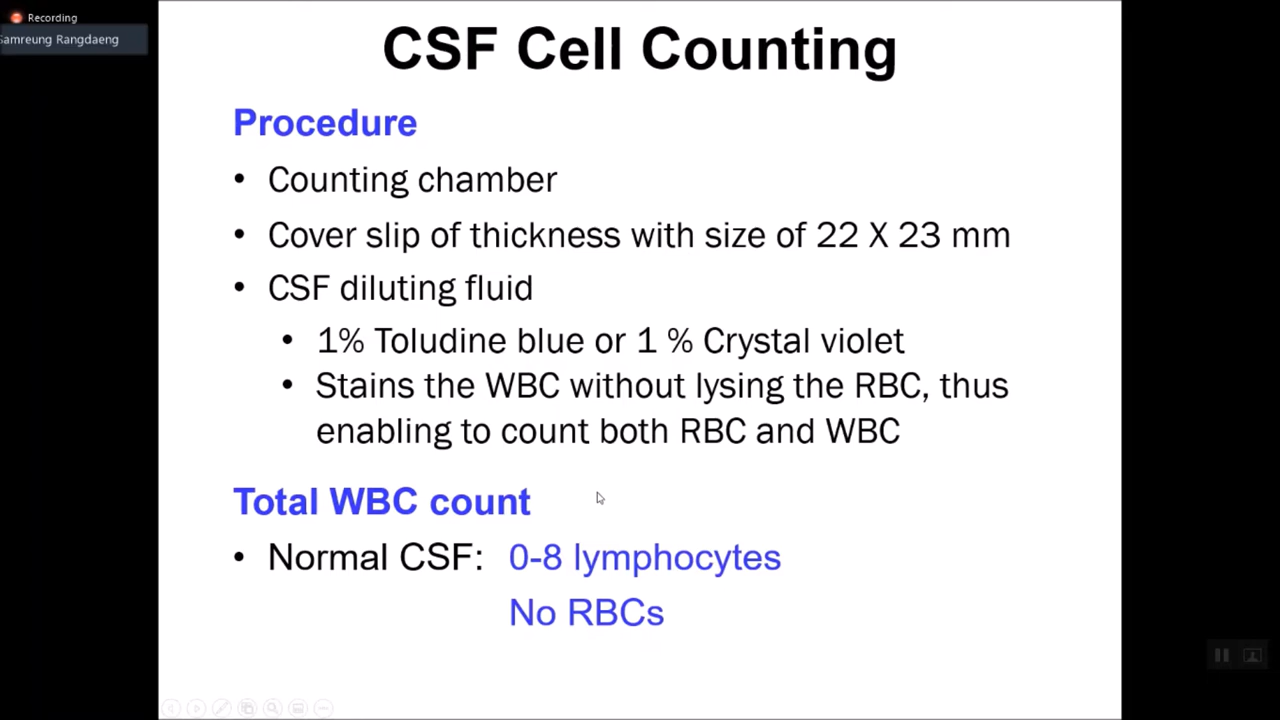 Recording
Samreung Rangdaeng
CSF Cell Counting
Procedure
• Counting chamber
• Cover slip of thickness with size of 22 X 23 mm
• CSF diluting fluid
• 1% Toludine blue or 1 % Crystal violet
• Stains the WBC without lysing the RBC, thus
enabling to count both RBC and WBC
Total WBC count
• Normal CSF: 0-8 lymphocytes
No RBCs